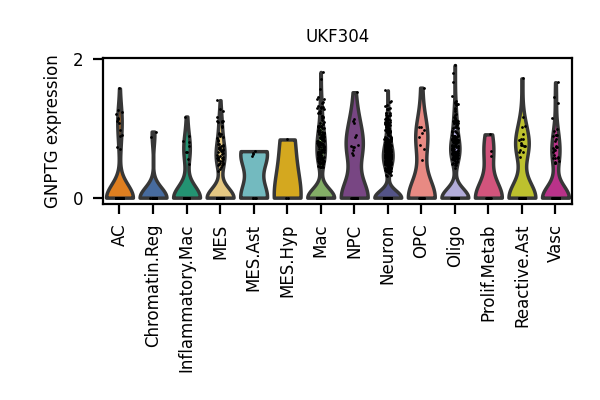 UKF304
GNPTG expression
2
0
AC
Chromatin.Reg
Inflammatory.Mac
MES
MES.Ast
MES.Hyp
Mac
NPC
Neuron
OPC
Oligo
Prolif.Metab
Reactive.Ast
Vasc